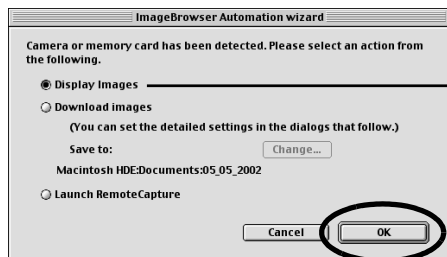 ImageBrowser Automation wizard
Camera or memory card has been detected. Please select an action from
the following.
Display Images
Download images
(You can set the detailed settings in the dialogs that follow.)
Save to:
Change...
Macintosh HDE:Documents:05_05_2002
Launch RemoteCapture
Cancel
OK